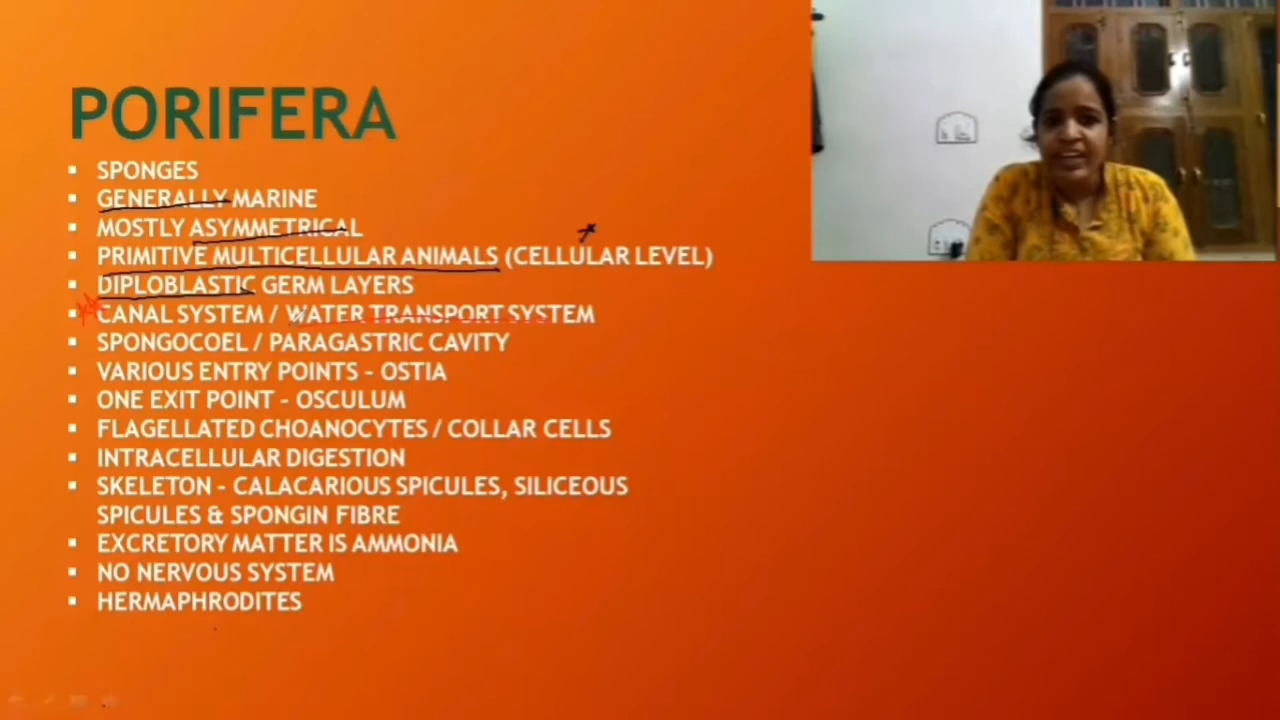 PORIFERA
SPONGES
GENERALLY MARINE
MOSTLY ASYMMETRICAL
PRIMITIVE MULTICELLULAR ANIMALS (CELLULAR LEVEL)
DIPLOBLASTIC GERM LAYERS
CANAL SYSTEM / WATER TRANSPORT SYSTEM
SPONGOCOEL / PARAGASTRIC CAVITY
VARIOUS ENTRY POINTS - OSTIA
ONE EXIT POINT - OSCULUM
FLAGELLATED CHOANOCYTES / COLLAR CELLS
INTRACELLULAR DIGESTION
SKELETON - CALACARIOUS SPICULES, SILICEOUS
SPICULES & SPONGIN FIBRE
EXCRETORY MATTER IS AMMONIA
NO NERVOUS SYSTEM
HERMAPHRODITES